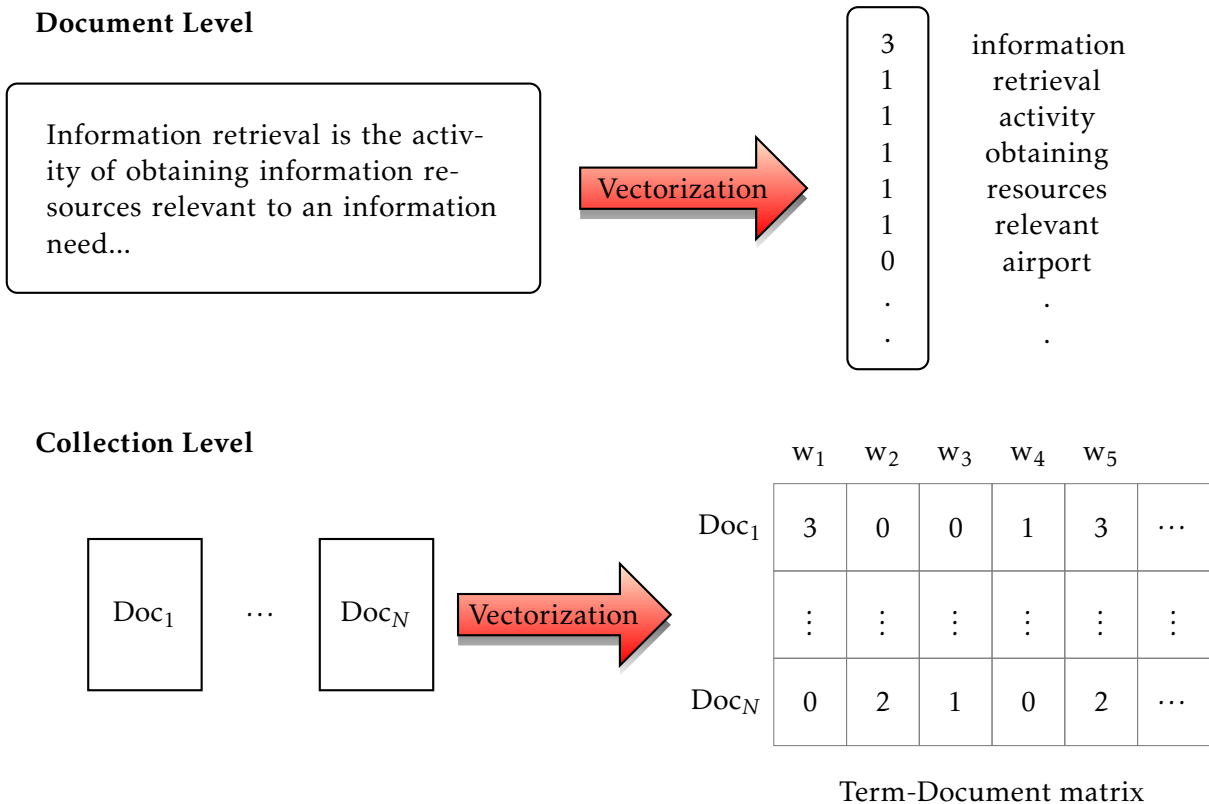 Document Level
Information retrieval is the activ-
ity of obtaining information re-
sources relevant to an information
need...
Vectorization
3 information
1 retrieval
1 activity
1 obtaining
1 resources
1 relevant
0 airport
. .
. .
Collection Level
Doc₁ ⋯ Doc_N
Vectorization
w₁ w₂ w₃ w₄ w₅
Doc₁ 3 0 0 1 3 ⋯
⋮ ⋮ ⋮ ⋮ ⋮ ⋮
Doc_N 0 2 1 0 2 ⋯
Term-Document matrix